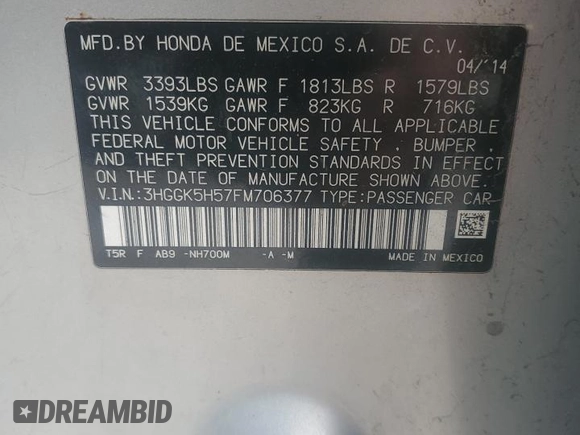 MFD.BY HONDA DE MEXICO S.A. DE C.V.
04/'14
GVWR 3393LBS GAWR F 1813LBS R 1579LBS
GVWR 1539KG GAWR F 823KG R 716KG
THIS VEHICLE CONFORMS TO ALL APPLICABLE
FEDERAL MOTOR VEHICLE SAFETY , BUMPER ,
AND THEFT PREVENTION STANDARDS IN EFFECT
ON THE DATE OF MANUFACTURE SHOWN ABOVE.
V.I.N.:3HGGK5H57FM706377 TYPE:PASSENGER CAR
T5R F AB9 -NH700M -A -M MADE IN MEXICO
DREAMBID